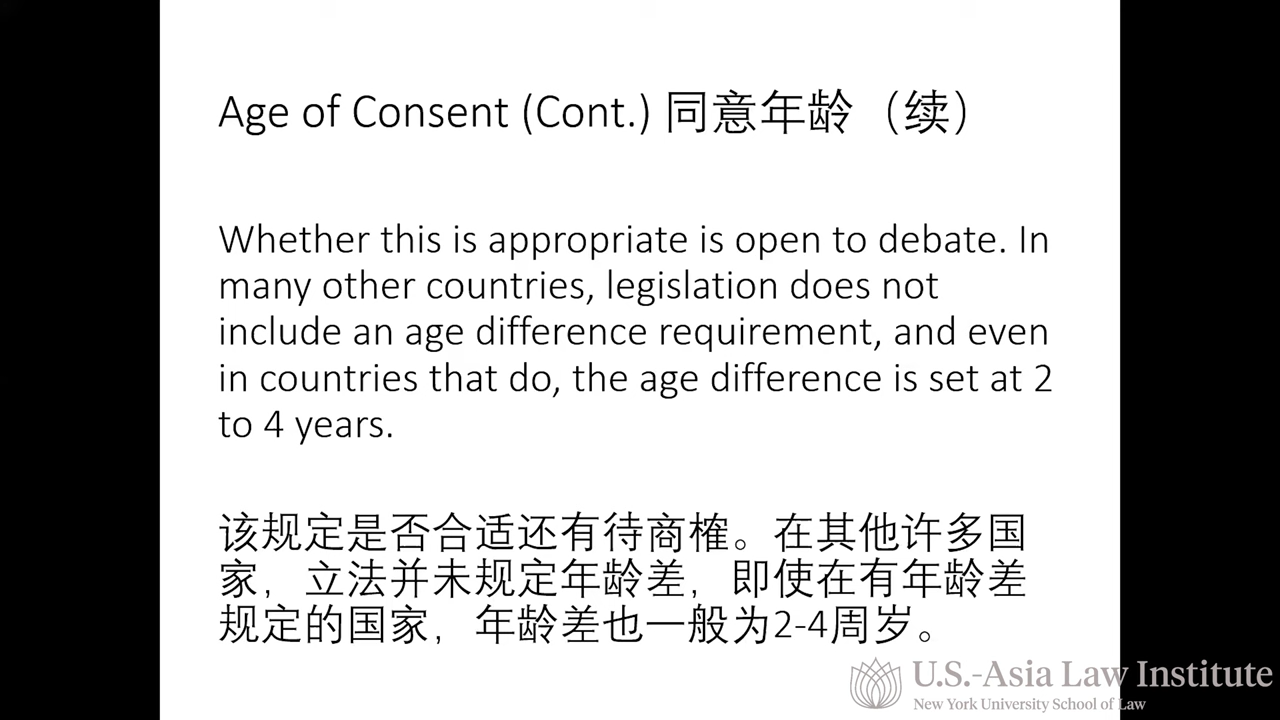 Age of Consent (Cont.) 同意年龄（续）
Whether this is appropriate is open to debate. In
many other countries, legislation does not
include an age difference requirement, and even
in countries that do, the age difference is set at 2
to 4 years.
该规定是否合适还有待商榷。在其他许多国
家，立法并未规定年龄差，即使在有年龄差
规定的国家，年龄差也一般为2-4周岁。
U.S.-Asia Law Institute
New York University School of Law